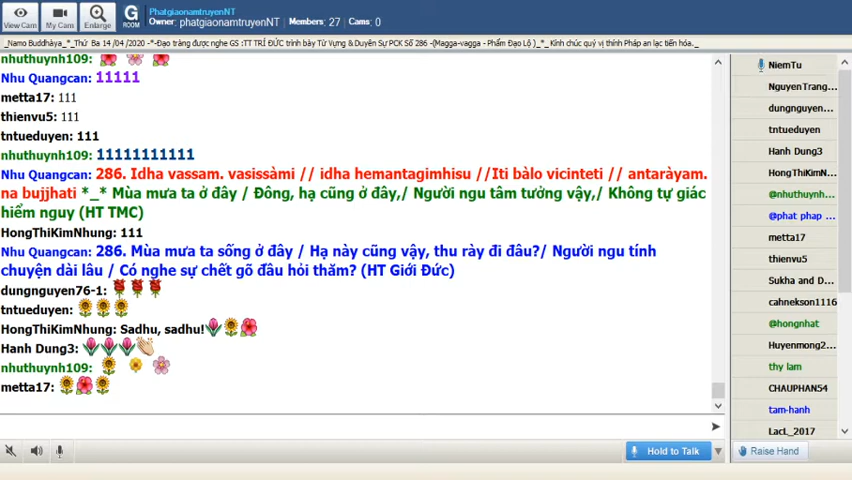 View Cam
My Cam
Enlarge
G
ROOM
PhatgiaonamtruyenNT
Owner: phatgiaonamtruyenNT Members: 27 Cams: 0
_Namo Buddhàya_*_Thứ Ba 14 /04 /2020 -*-Đạo tràng được nghe GS :TT TRÍ ĐỨC trình bày Từ Vựng & Duyên Sự PCK Số 286 -(Magga-vagga - Phẩm Đạo Lộ )_*_ Kính chúc quý vị thính Pháp an lạc tiến hóa._
nhuthuynh109:
Nhu Quangcan: 11111
metta17: 111
thienvu5: 111
tntueduyen: 111
nhuthuynh109: 11111111111
Nhu Quangcan: 286. Idha vassam. vasissàmi // idha hemantagimhisu //Iti bàlo vicinteti // antaràyam.
na bujjhati *_* Mùa mưa ta ở đây / Đông, hạ cũng ở đây,/ Người ngu tâm tưởng vậy,/ Không tự giác
hiểm nguy (HT TMC)
HongThiKimNhung: 111
Nhu Quangcan: 286. Mùa mưa ta sống ở đây / Hạ này cũng vậy, thu rày đi đâu?/ Người ngu tính
chuyện dài lâu / Có nghe sự chết gõ đầu hỏi thăm? (HT Giới Đức)
dungnguyen76-1:
tntueduyen:
HongThiKimNhung: Sadhu, sadhu!
Hanh Dung3:
nhuthuynh109:
metta17:
NiemTu
NguyenTrang...
dungnguyen...
tntueduyen
Hanh Dung3
HongThiKimN...
@nhuthuynh...
@phat phap ...
metta17
thienvu5
Sukha and D...
cahnekson1116
@hongnhat
Huyenmong2...
thy lam
CHAUPHAN54
tam-hanh
LacL_2017
Hold to Talk
Raise Hand